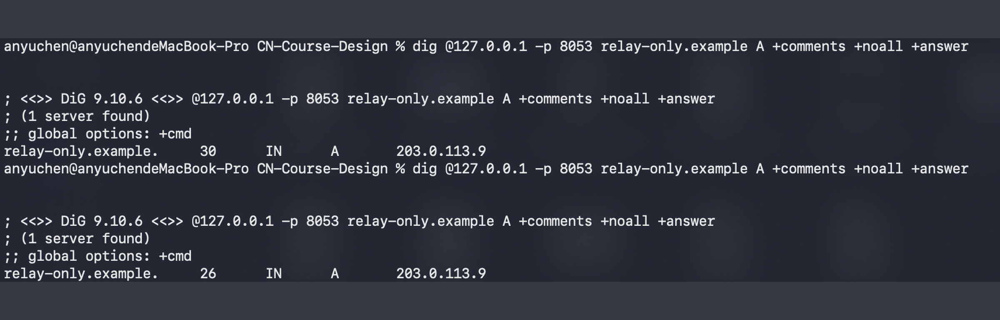 anyuchen@anyuchendeMacBook-Pro CN-Course-Design % dig @127.0.0.1 -p 8053 relay-only.example A +comments +noall +answer
; <<>> DiG 9.10.6 <<>> @127.0.0.1 -p 8053 relay-only.example A +comments +noall +answer
; (1 server found)
;; global options: +cmd
relay-only.example.     30      IN      A       203.0.113.9
anyuchen@anyuchendeMacBook-Pro CN-Course-Design % dig @127.0.0.1 -p 8053 relay-only.example A +comments +noall +answer
; <<>> DiG 9.10.6 <<>> @127.0.0.1 -p 8053 relay-only.example A +comments +noall +answer
; (1 server found)
;; global options: +cmd
relay-only.example.     26      IN      A       203.0.113.9